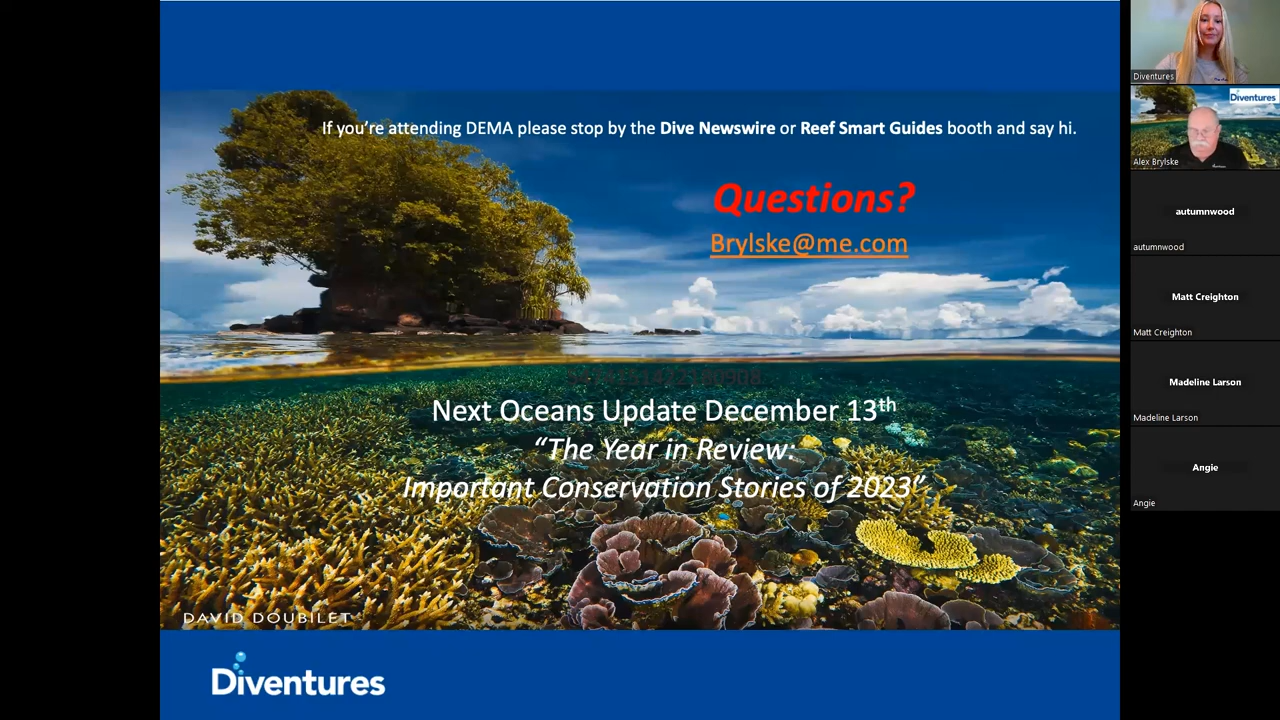 If you're attending DEMA please stop by the Dive Newswire or Reef Smart Guides booth and say hi.
Questions?
Brylske@me.com
Next Oceans Update December 13th
“The Year in Review:
Important Conservation Stories of 2023”
DAVID DOUBILET
Diventures
Diventures
Diventures
Alex Brylske
autumnwood
autumnwood
Matt Creighton
Matt Creighton
Madeline Larson
Madeline Larson
Angie
Angie